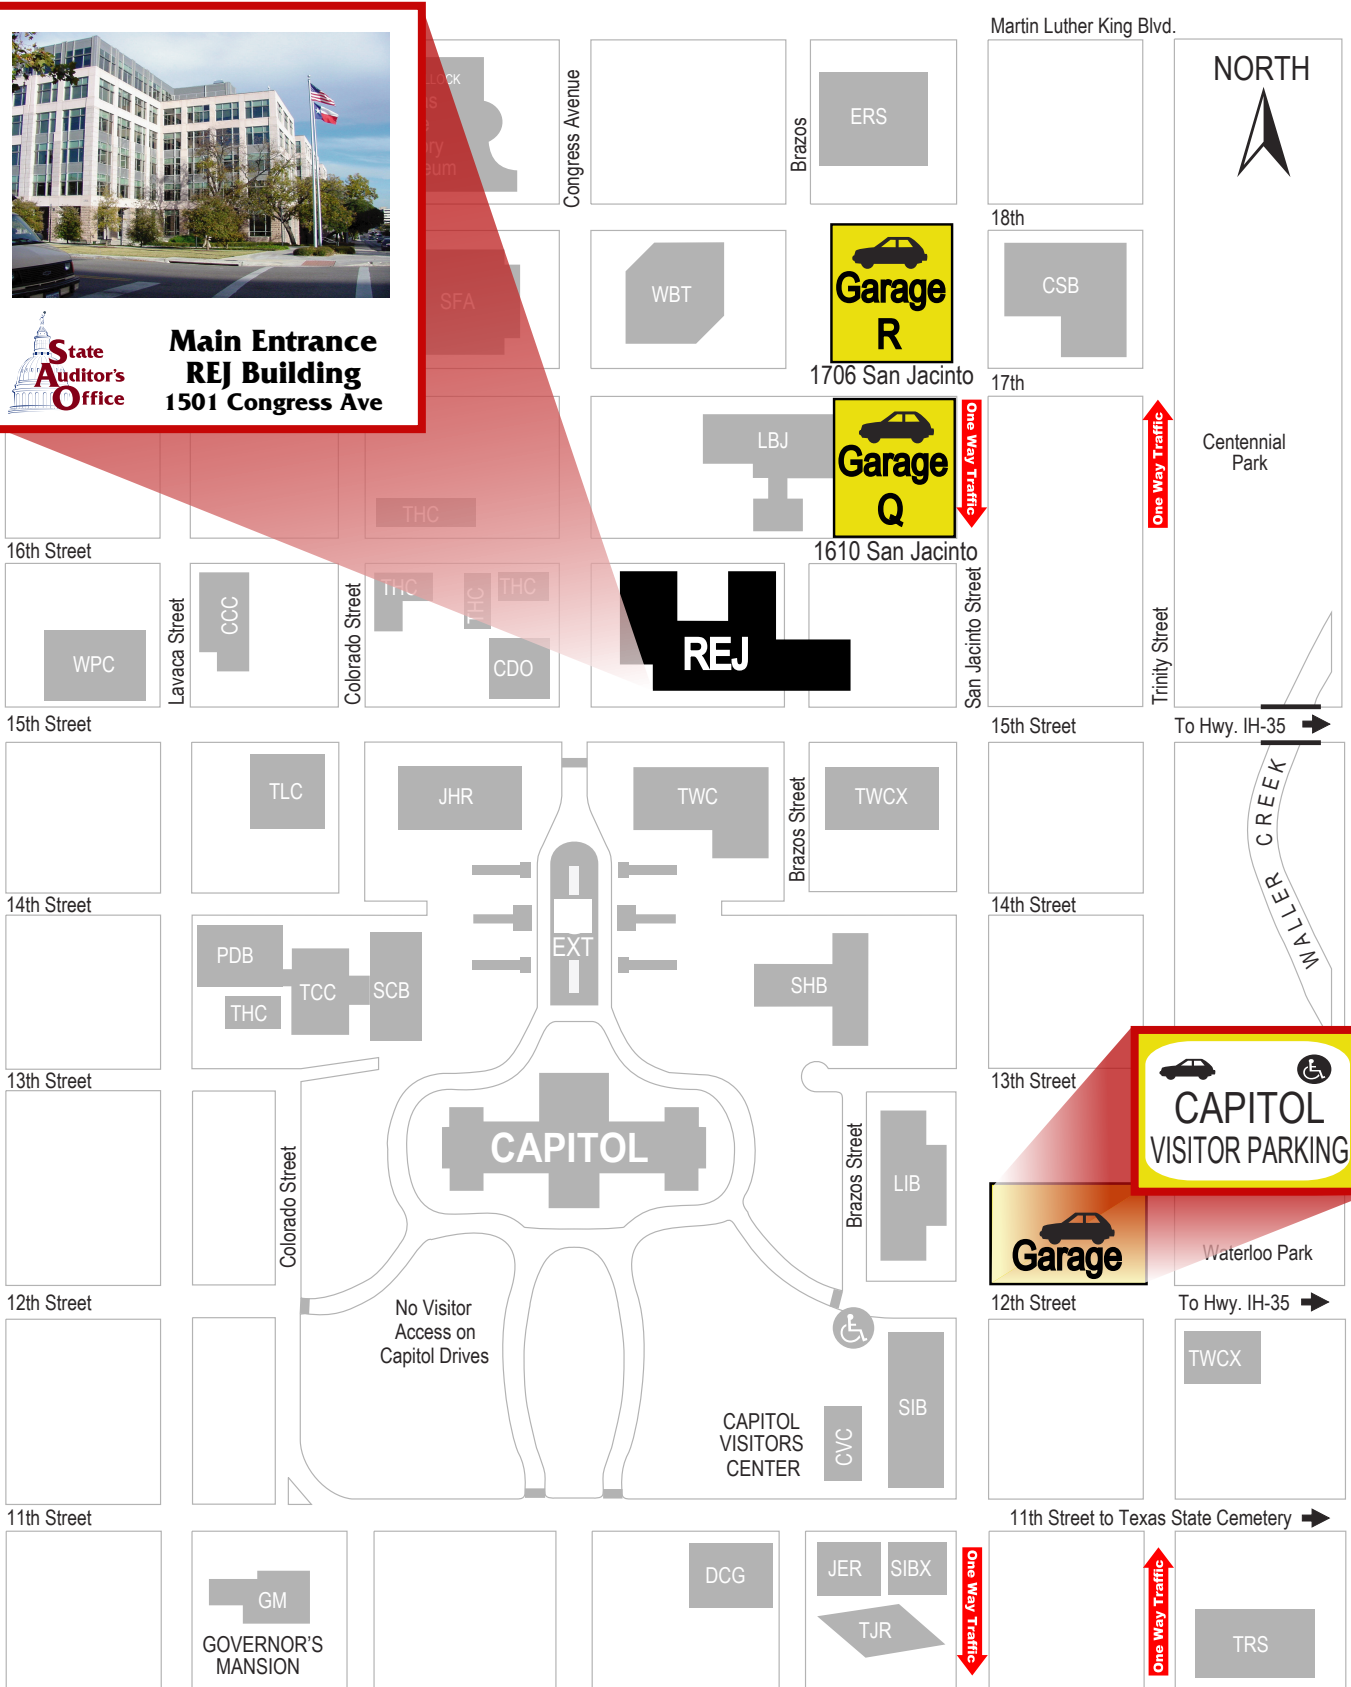 Martin Luther King Blvd.
NORTH
LOCK
us
e
ry
eum
Congress Avenue
Brazos
ERS
18th
SFA
WBT
Garage
R
1706 San Jacinto
CSB
17th
State
Auditor's
Office
Main Entrance
REJ Building
1501 Congress Ave
LBJ
Garage
Q
1610 San Jacinto
One Way Traffic
One Way Traffic
Centennial
Park
THC
16th Street
WPC
Lavaca Street
CCC
Colorado Street
THC
THC
THC
CDO
REJ
San Jacinto Street
Trinity Street
15th Street
15th Street
To Hwy. IH-35
TLC
JHR
TWC
Brazos Street
TWCX
WALLER CREEK
14th Street
14th Street
PDB
TCC
SCB
THC
EXT
SHB
13th Street
13th Street
CAPITOL
VISITOR PARKING
CAPITOL
Colorado Street
Brazos Street
LIB
Garage
Waterloo Park
12th Street
12th Street
To Hwy. IH-35
No Visitor
Access on
Capitol Drives
TWCX
CAPITOL
VISITORS
CENTER
CVC
SIB
11th Street
11th Street to Texas State Cemetery
GM
GOVERNOR'S
MANSION
DCG
JER
SIBX
TJR
One Way Traffic
One Way Traffic
TRS